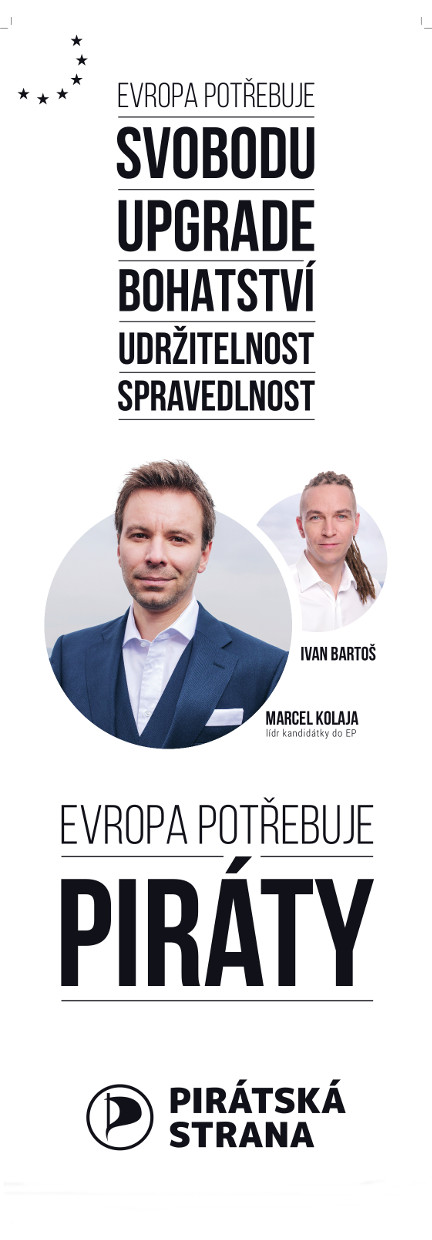 EVROPA POTŘEBUJE
SVOBODU
UPGRADE
BOHATSTVÍ
UDRŽITELNOST
SPRAVEDLNOST
IVAN BARTOŠ
MARCEL KOLAJA
lídr kandidátky do EP
EVROPA POTŘEBUJE
PIRÁTY
PIRÁTSKÁ
STRANA